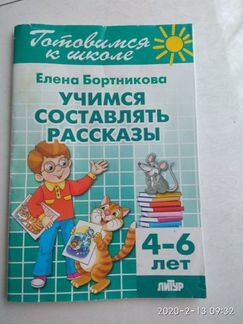 Готовимся
к школе
Елена Бортникова
УЧИМСЯ
СОСТАВЛЯТЬ
РАССКАЗЫ
4–6
лет
ЛИТУР
2020-2-13 09:32